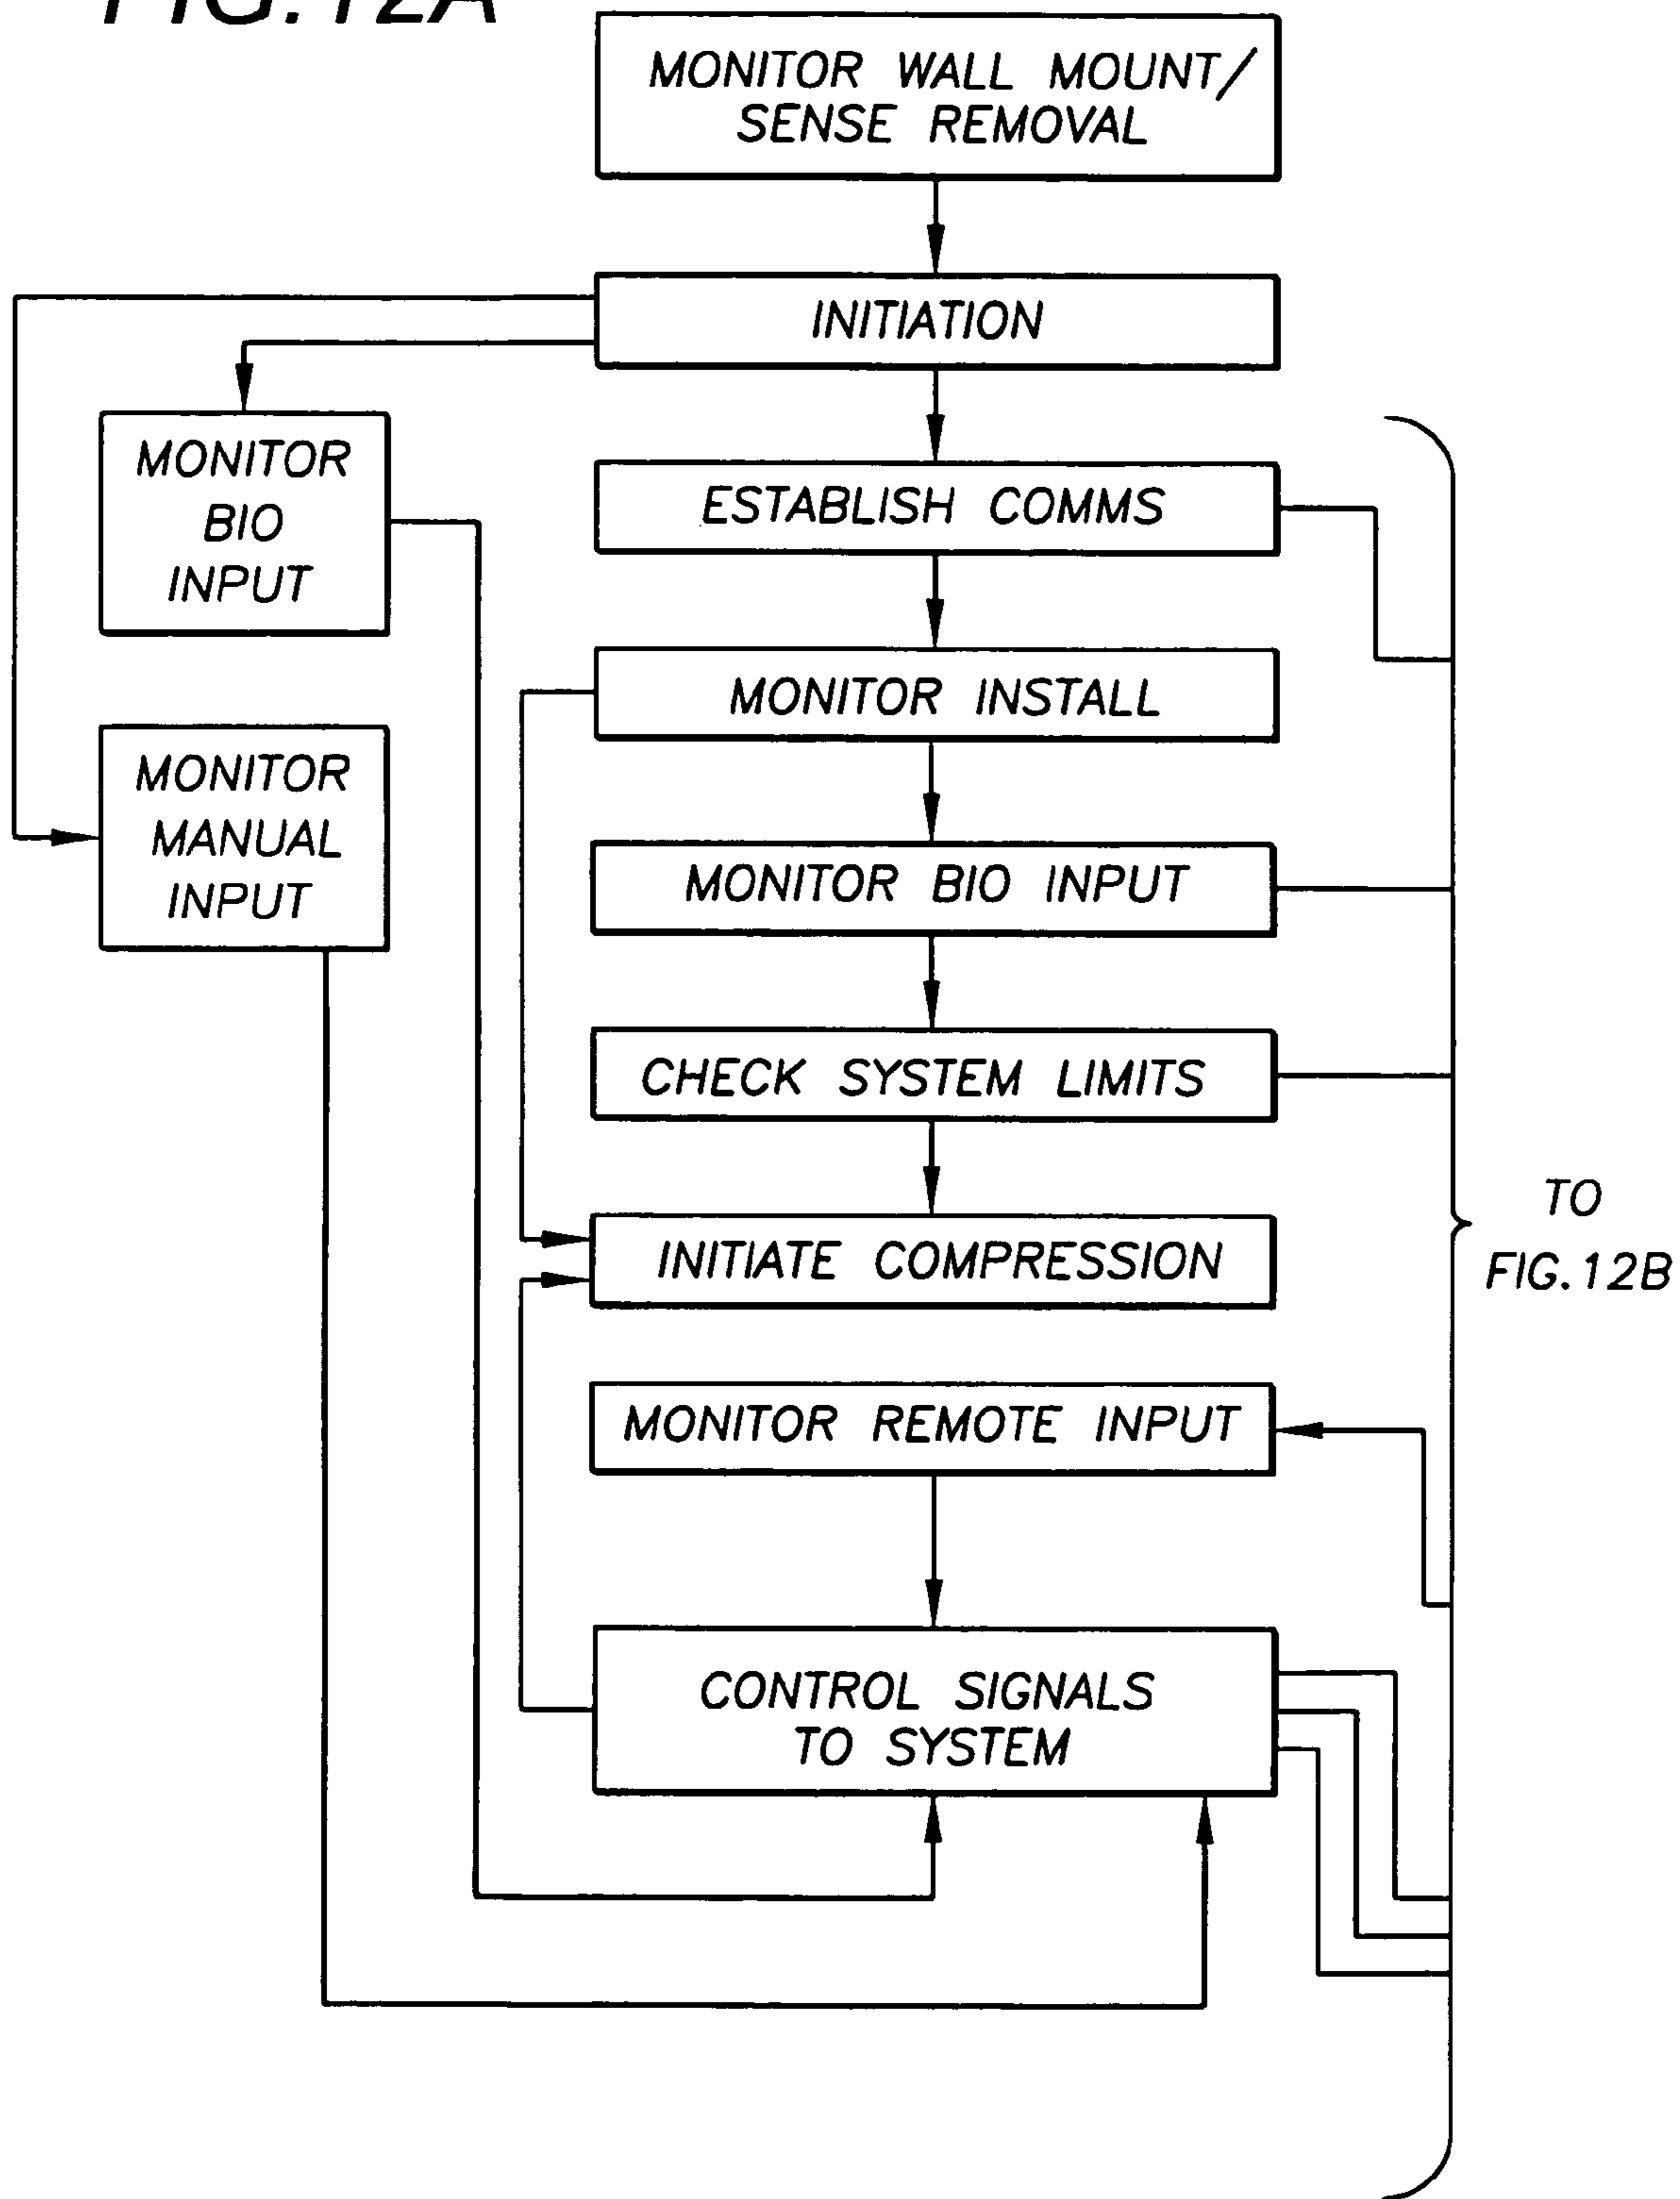 FIG. 12A
MONITOR WALL MOUNT/
SENSE REMOVAL
INITIATION
MONITOR
BIO
INPUT
ESTABLISH COMMS
MONITOR INSTALL
MONITOR
MANUAL
INPUT
MONITOR BIO INPUT
CHECK SYSTEM LIMITS
INITIATE COMPRESSION
TO
FIG. 12B
MONITOR REMOTE INPUT
CONTROL SIGNALS
TO SYSTEM